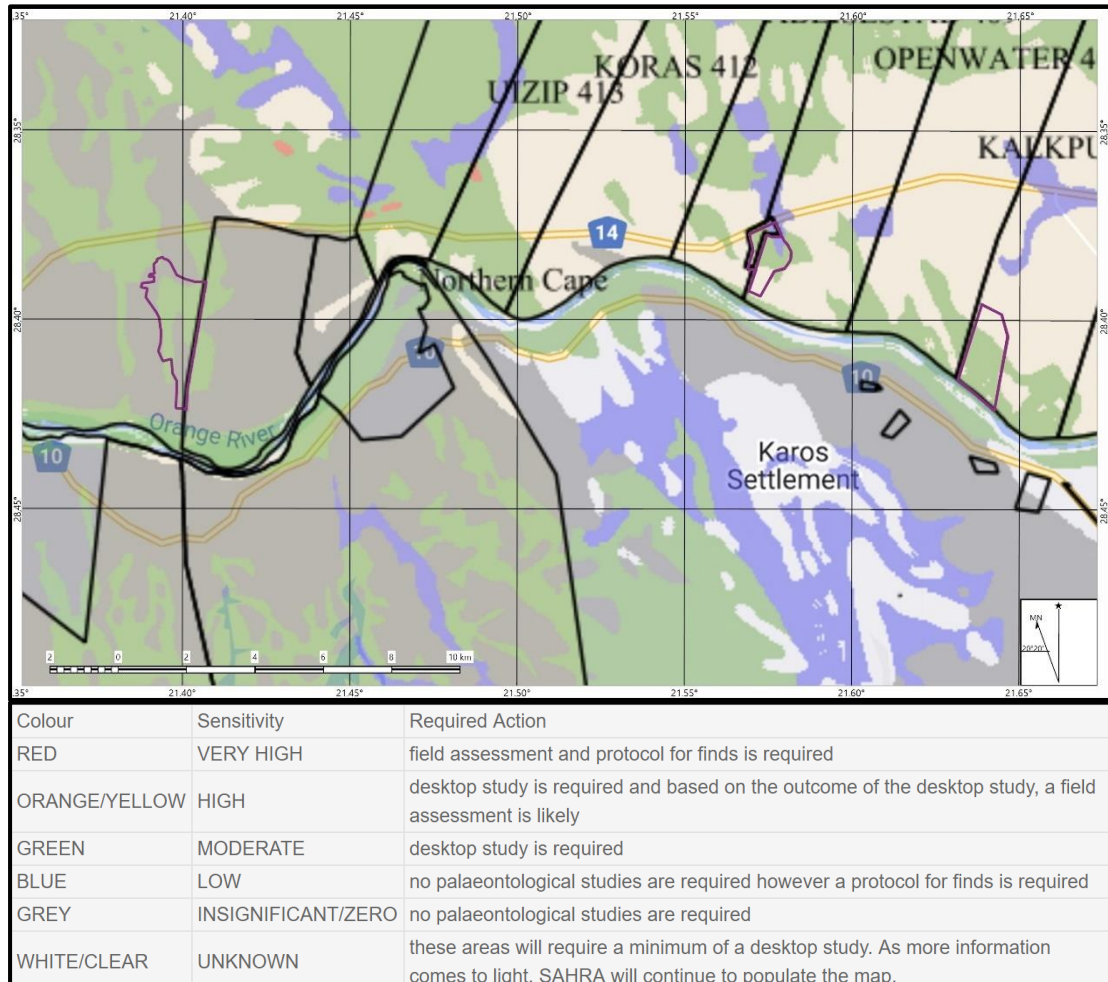 .35° 21.40° 21.45° 21.50° 21.55° 21.60° 21.65°
KORAS 412
OPENWATER 4
UIZIP 413
28.35° 28.35°
KALKPU
14
Northern Cape
28.40° 28.40°
10
10
Orange River
10
Karos
Settlement
28.45° 28.45°
MN
20°20'
2 0 2 4 6 8 10 km
.35° 21.40° 21.45° 21.50° 21.55° 21.60° 21.65°
Colour Sensitivity Required Action
RED VERY HIGH field assessment and protocol for finds is required
ORANGE/YELLOW HIGH desktop study is required and based on the outcome of the desktop study, a field
assessment is likely
GREEN MODERATE desktop study is required
BLUE LOW no palaeontological studies are required however a protocol for finds is required
GREY INSIGNIFICANT/ZERO no palaeontological studies are required
WHITE/CLEAR UNKNOWN these areas will require a minimum of a desktop study. As more information
comes to light, SAHRA will continue to populate the map.